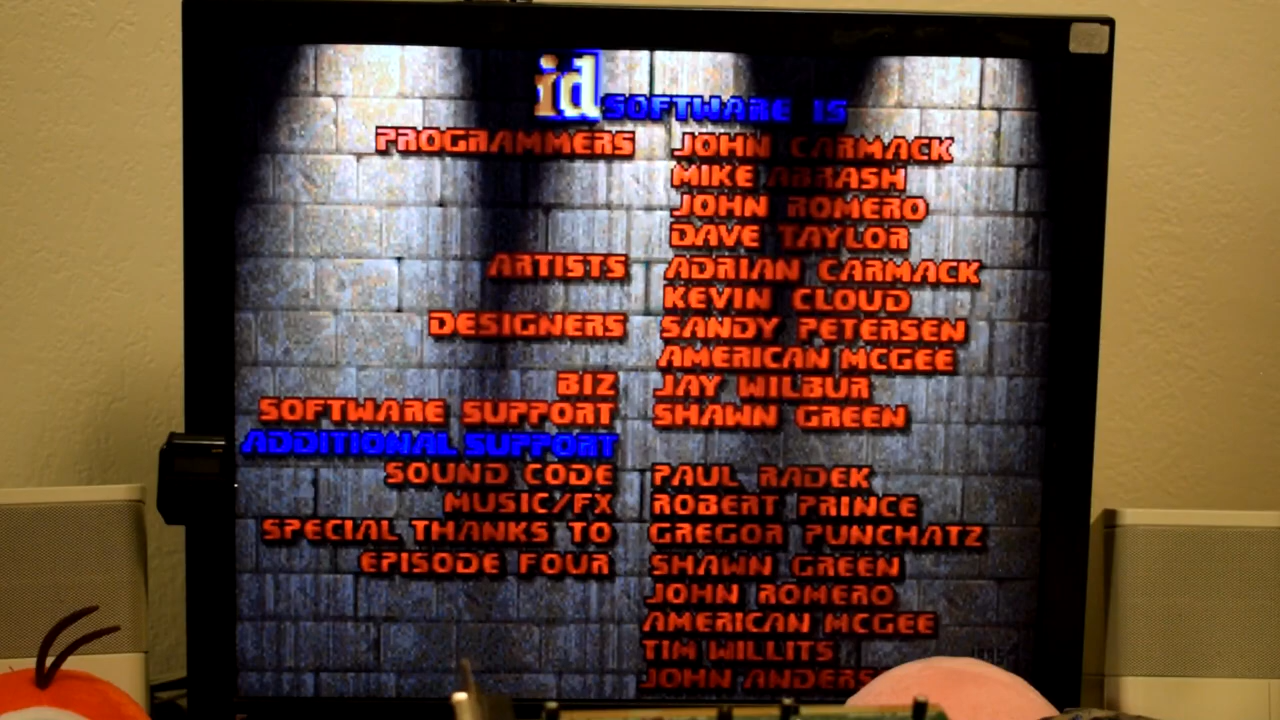 id SOFTWARE IS
PROGRAMMERS JOHN CARMACK
MIKE ABRASH
JOHN ROMERO
DAVE TAYLOR
ARTISTS ADRIAN CARMACK
KEVIN CLOUD
DESIGNERS SANDY PETERSEN
AMERICAN MCGEE
BIZ JAY WILBUR
SOFTWARE SUPPORT SHAWN GREEN
ADDITIONAL SUPPORT
SOUND CODE PAUL RADEK
MUSIC/FX ROBERT PRINCE
SPECIAL THANKS TO GREGOR PUNCHATZ
EPISODE FOUR SHAWN GREEN
JOHN ROMERO
AMERICAN MCGEE
TIM WILLITS
JOHN ANDERS